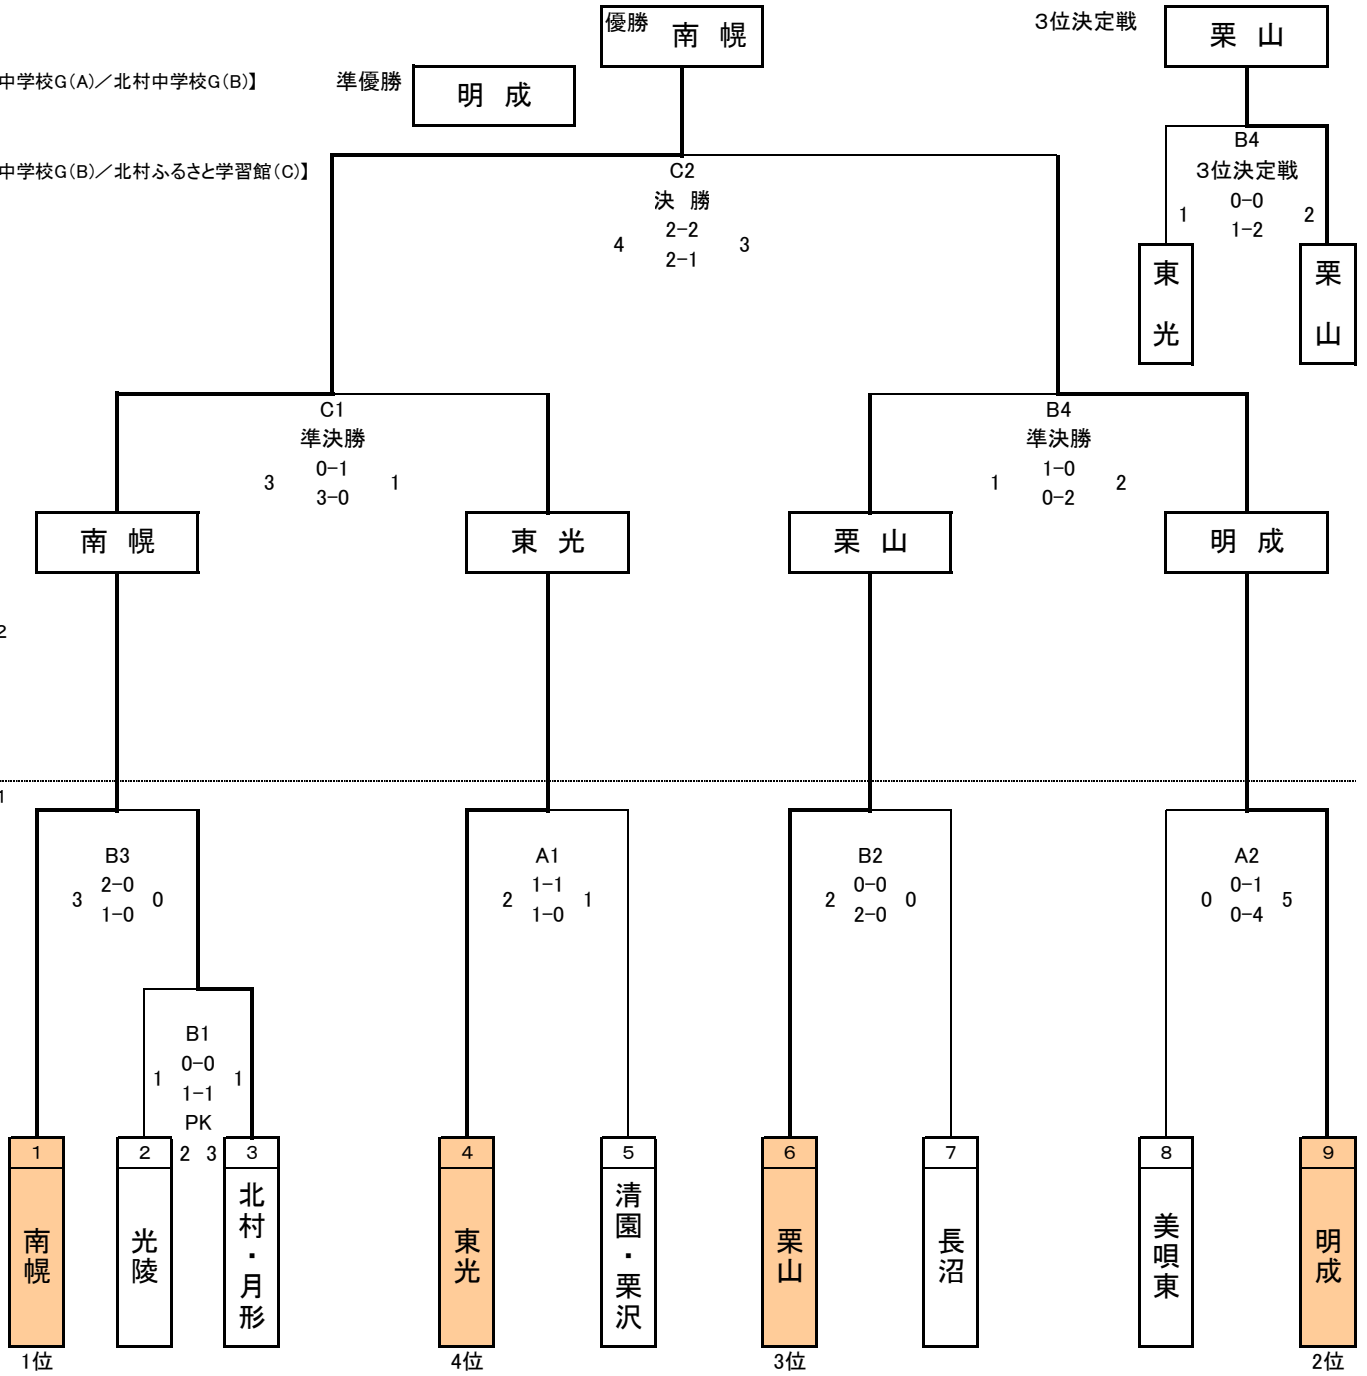 優勝 南 幌
3位決定戦 栗 山
中学校G(A)／北村中学校G(B)】
準優勝 明 成
中学校G(B)／北村ふるさと学習館(C)】
B4
3位決定戦
0-0
1 2
1-2
東光
栗山
C2
決 勝
2-2
4 3
2-1
C1
準決勝
0-1
3 1
3-0
B4
準決勝
1-0
1 2
0-2
南 幌
東 光
栗 山
明 成
2
1
B3
2-0
3 0
1-0
A1
1-1
2 1
1-0
B2
0-0
2 0
2-0
A2
0-1
0 5
0-4
B1
0-0
1 1
1-1
PK
2 3
1
南幌
1位
2
光陵
3
北村・月形
4
東光
4位
5
清園・栗沢
6
栗山
3位
7
長沼
8
美唄東
9
明成
2位